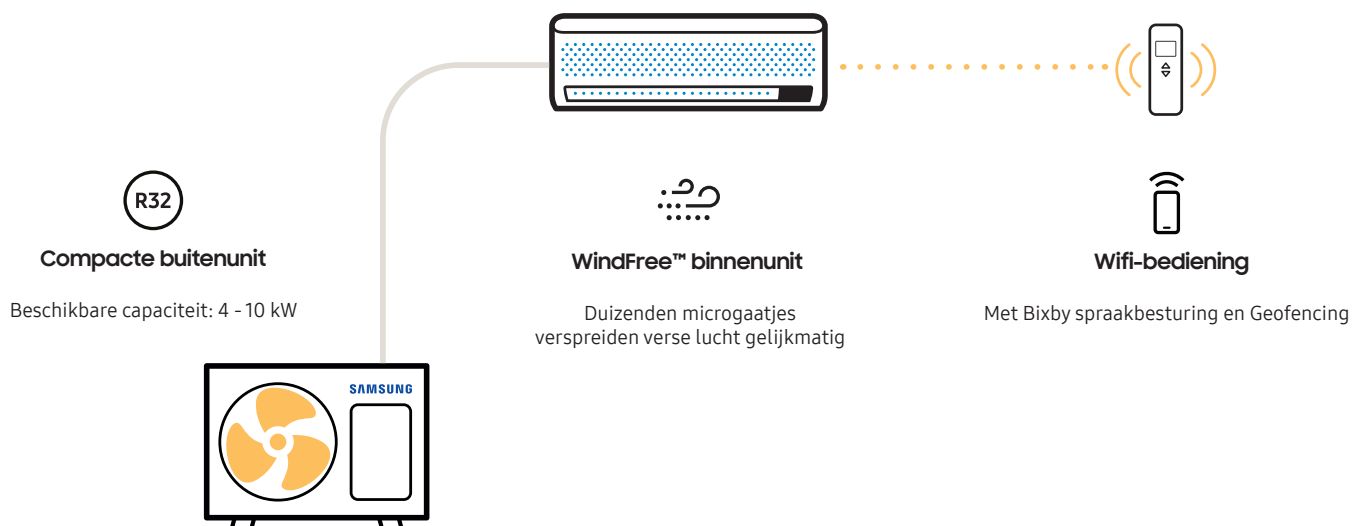 R32
Compacte buitenunit
Beschikbare capaciteit: 4 - 10 kW
SAMSUNG
WindFree™ binnenunit
Duizenden microgaatjes
verspreiden verse lucht gelijkmatig
Wifi-bediening
Met Bixby spraakbesturing en Geofencing